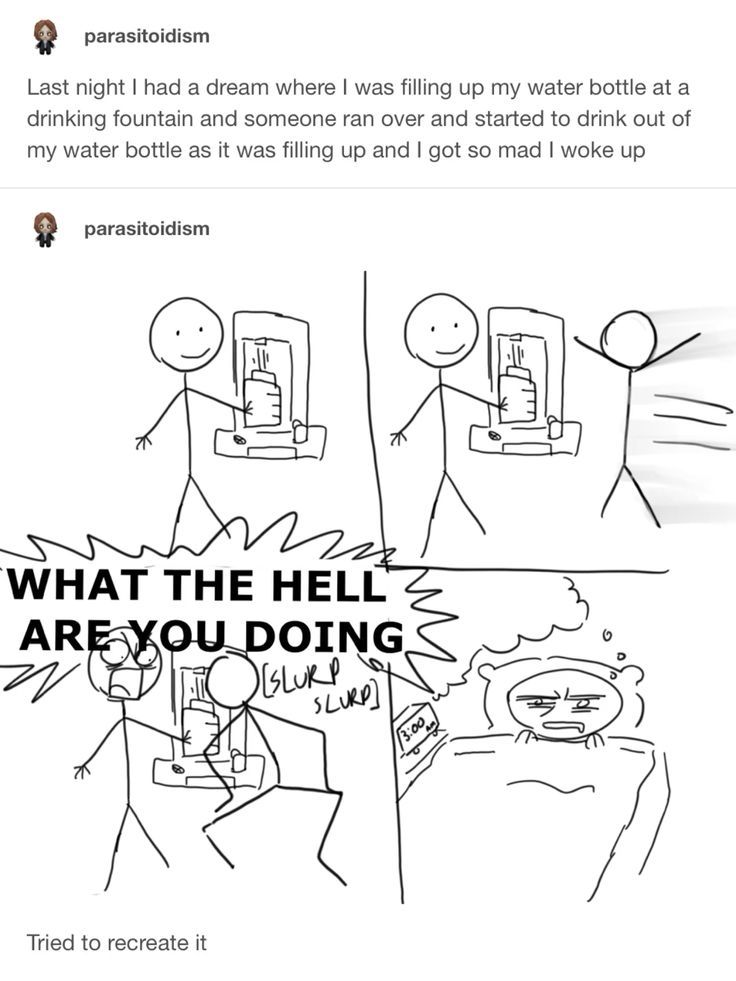 parasitoidism
Last night I had a dream where I was filling up my water bottle at a
drinking fountain and someone ran over and started to drink out of
my water bottle as it was filling up and I got so mad I woke up
parasitoidism
WHAT THE HELL
ARE YOU DOING
[SLURP
SLURP]
3:00 AM
Tried to recreate it